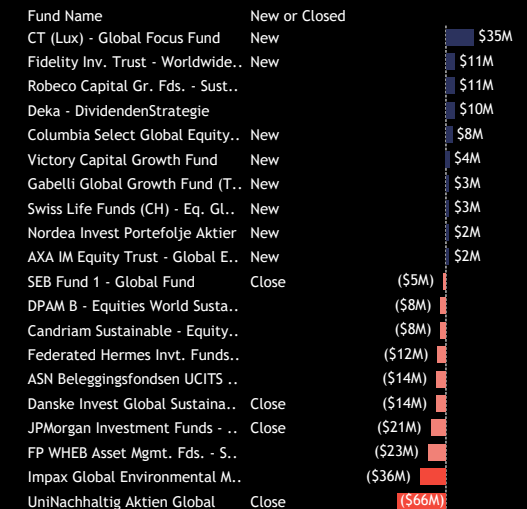 Fund Name New or Closed
CT (Lux) - Global Focus Fund New $35M
Fidelity Inv. Trust - Worldwide.. New $11M
Robeco Capital Gr. Fds. - Sust.. $11M
Deka - DividendenStrategie $10M
Columbia Select Global Equity.. New $8M
Victory Capital Growth Fund New $4M
Gabelli Global Growth Fund (T.. New $3M
Swiss Life Funds (CH) - Eq. Gl.. New $3M
Nordea Invest Portefolje Aktier New $2M
AXA IM Equity Trust - Global E.. New $2M
SEB Fund 1 - Global Fund Close ($5M)
DPAM B - Equities World Susta.. ($8M)
Candriam Sustainable - Equity.. ($8M)
Federated Hermes Invt. Funds.. ($12M)
ASN Beleggingsfondsen UCITS .. ($14M)
Danske Invest Global Sustaina.. Close ($14M)
JPMorgan Investment Funds - .. Close ($21M)
FP WHEB Asset Mgmt. Fds. - S.. ($23M)
Impax Global Environmental M.. ($36M)
UniNachhaltig Aktien Global Close ($66M)